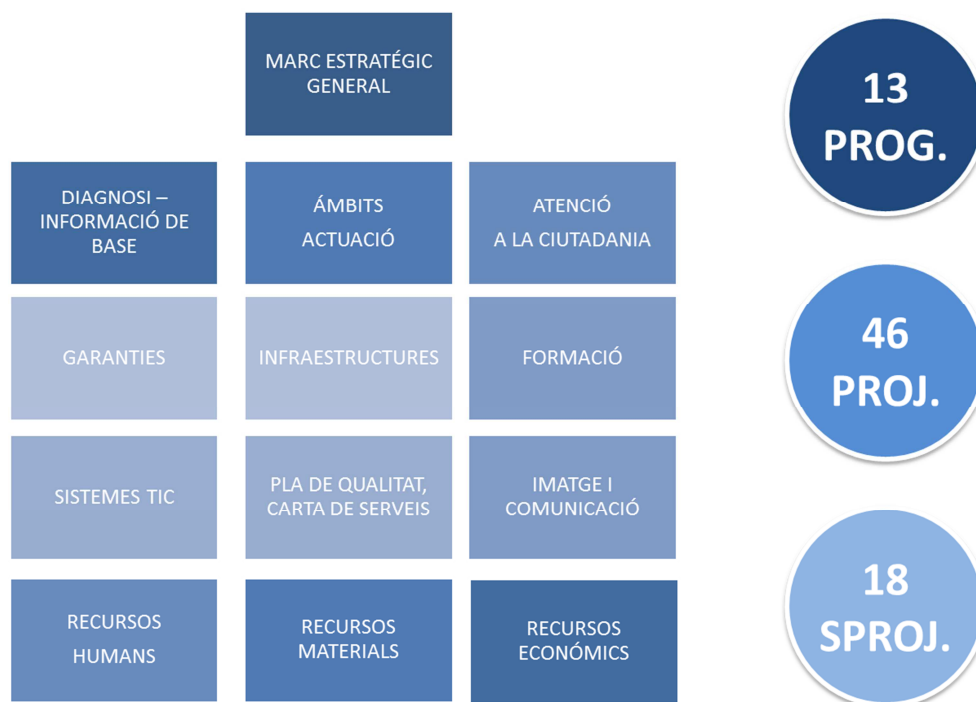 MARC ESTRATÉGIC
GENERAL
DIAGNOSI –
INFORMACIÓ DE
BASE
ÁMBITS
ACTUACIÓ
ATENCIÓ
A LA CIUTADANIA
GARANTIES
INFRAESTRUCTURES
FORMACIÓ
SISTEMES TIC
PLA DE QUALITAT,
CARTA DE SERVEIS
IMATGE I
COMUNICACIÓ
RECURSOS
HUMANS
RECURSOS
MATERIALS
RECURSOS
ECONÓMICS
13
PROG.
46
PROJ.
18
SPROJ.